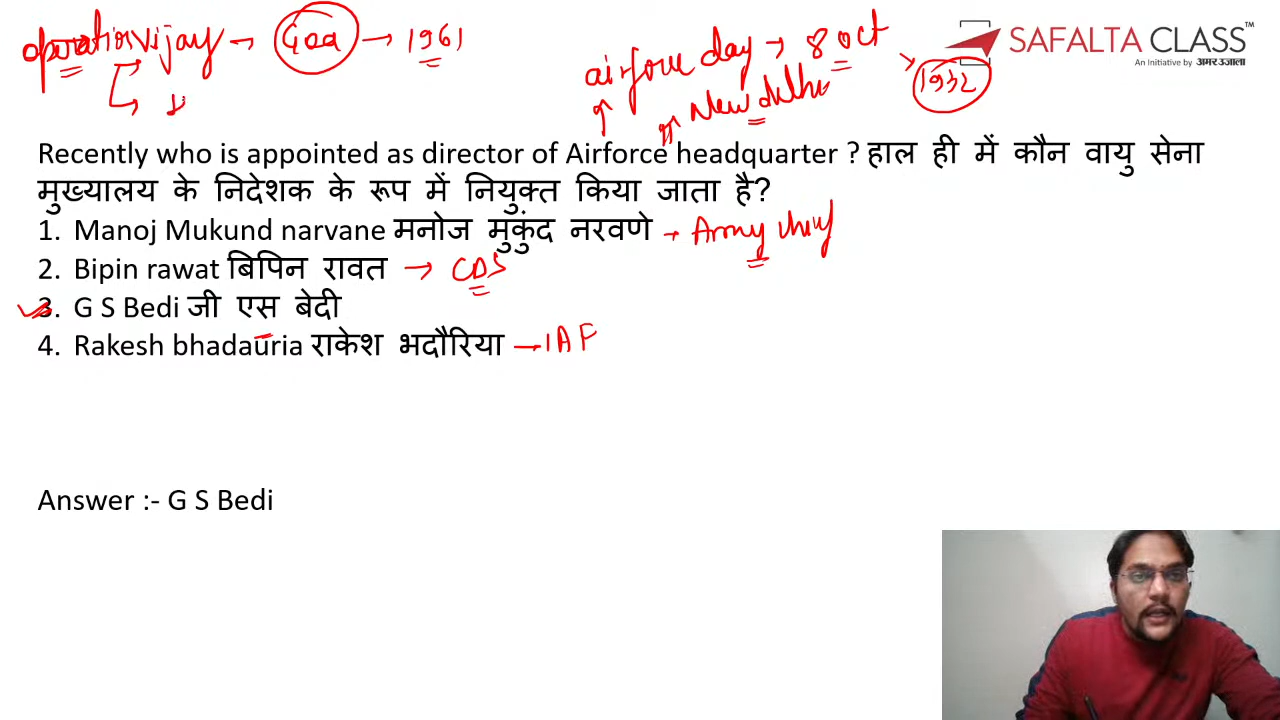 operation vijay → Goa → 1961
airforce day → 8 oct
1932
New delhi
SAFALTA CLASS™
An Initiative by अमर उजाला
Recently who is appointed as director of Airforce headquarter ? हाल ही में कौन वायु सेना
मुख्यालय के निदेशक के रूप में नियुक्त किया जाता है?
1. Manoj Mukund narvane मनोज मुकुंद नरवणे → Army chief
2. Bipin rawat बिपिन रावत → CDS
3. G S Bedi जी एस बेदी
4. Rakesh bhadauria राकेश भदौरिया → IAF
Answer :- G S Bedi